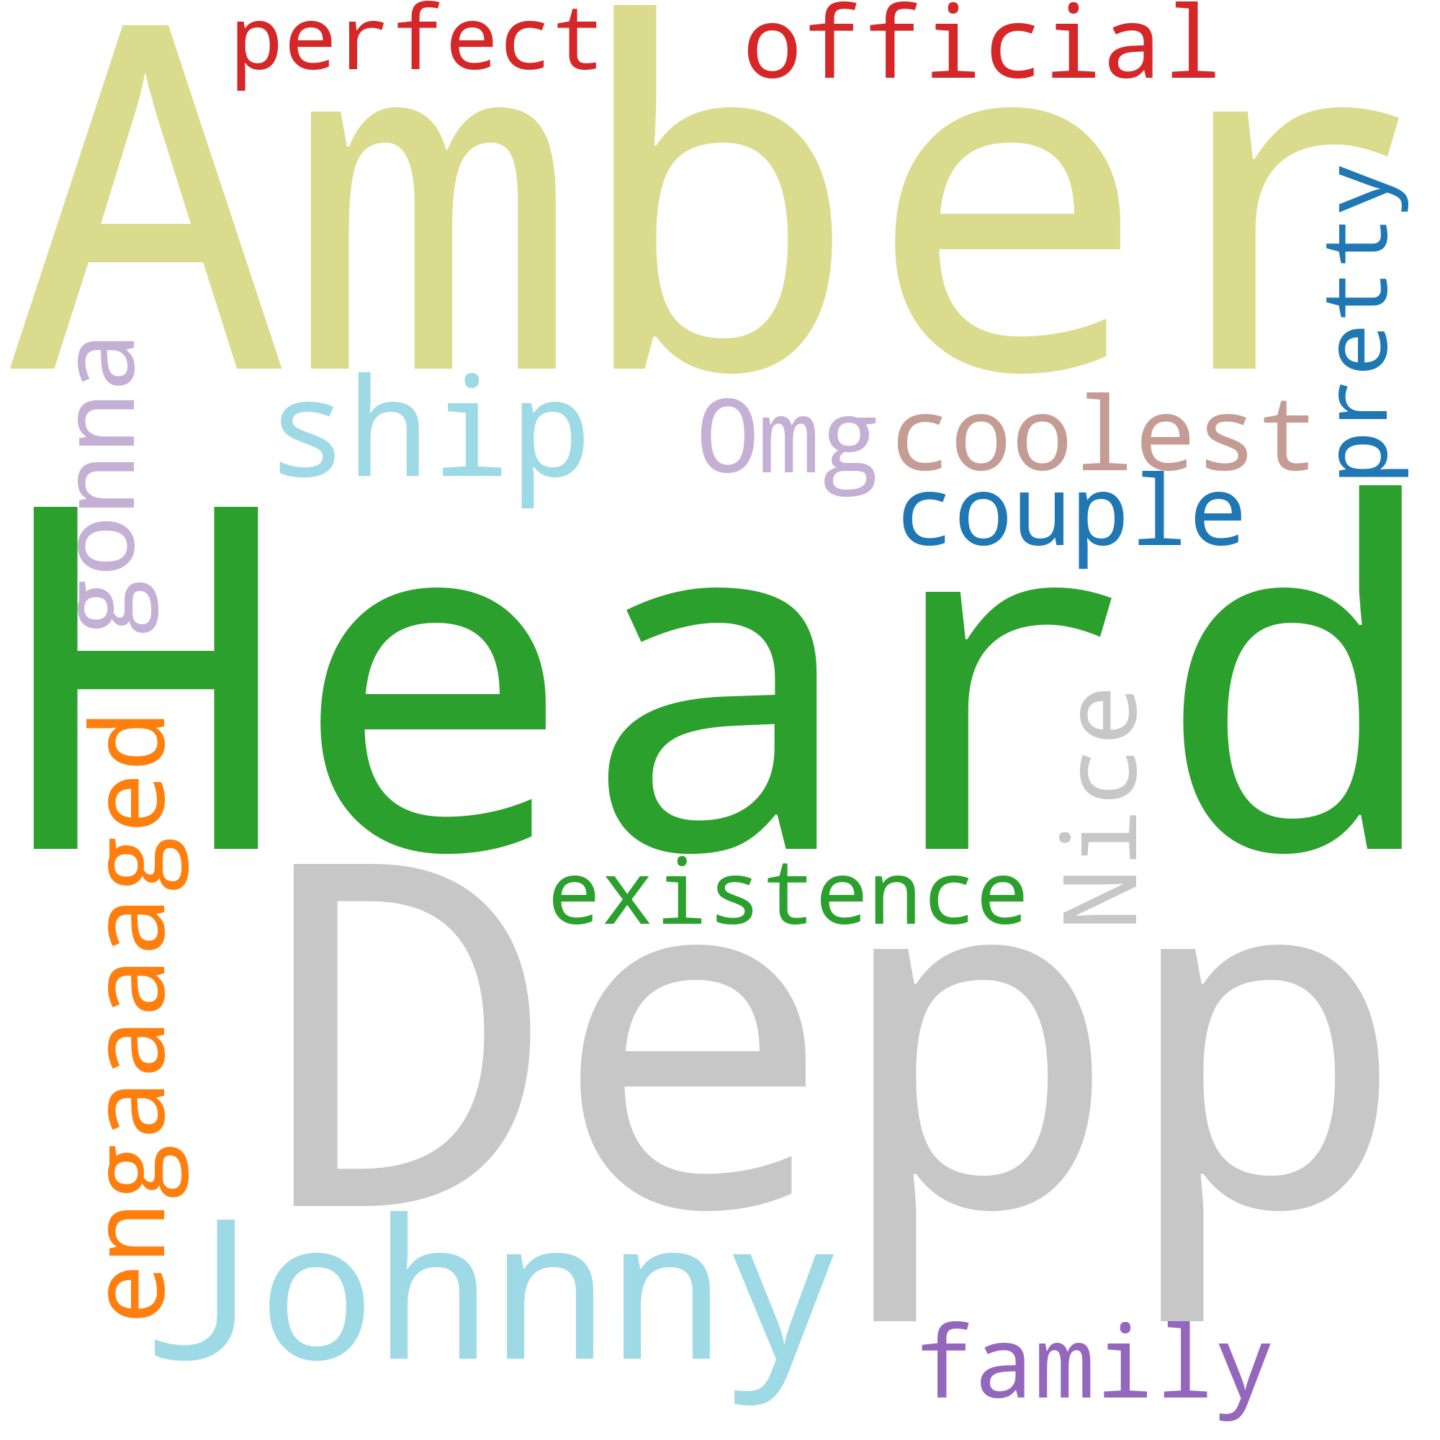 perfect official
Amber
pretty
gonna
ship Omg coolest
couple
Heard
Nice
engaaaaged
existence
Depp
Johnny
family